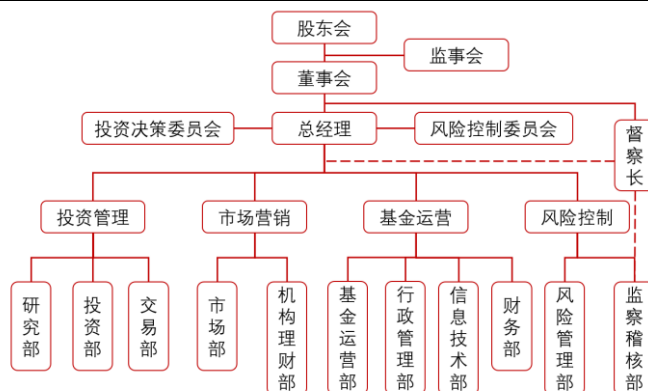 股东会
监事会
董事会
投资决策委员会
总经理
风险控制委员会
督察长
投资管理
市场营销
基金运营
风险控制
研究部
投资部
交易部
市场部
机构理财部
基金运营部
行政管理部
信息技术部
财务部
风险管理部
监察稽核部